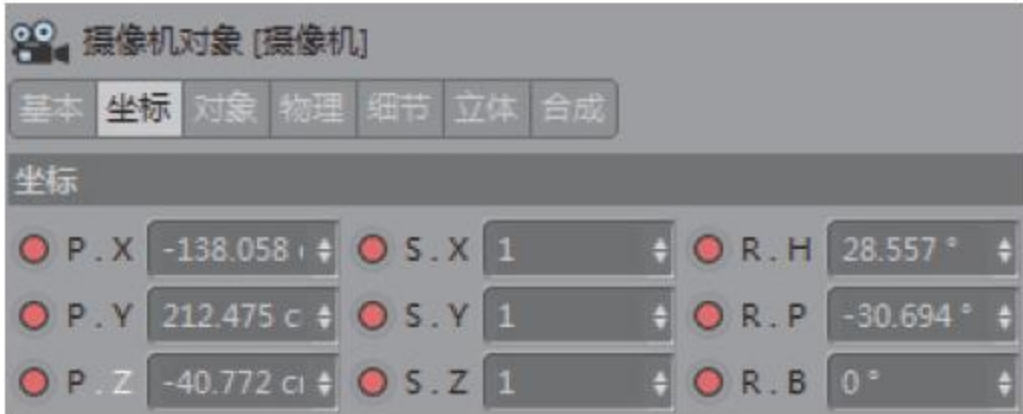 摄像机对象 [摄像机]
基本 坐标 对象 物理 细节 立体 合成
坐标
P . X -138.058 S . X 1 R . H 28.557 °
P . Y 212.475 c S . Y 1 R . P -30.694 °
P . Z -40.772 c S . Z 1 R . B 0 °